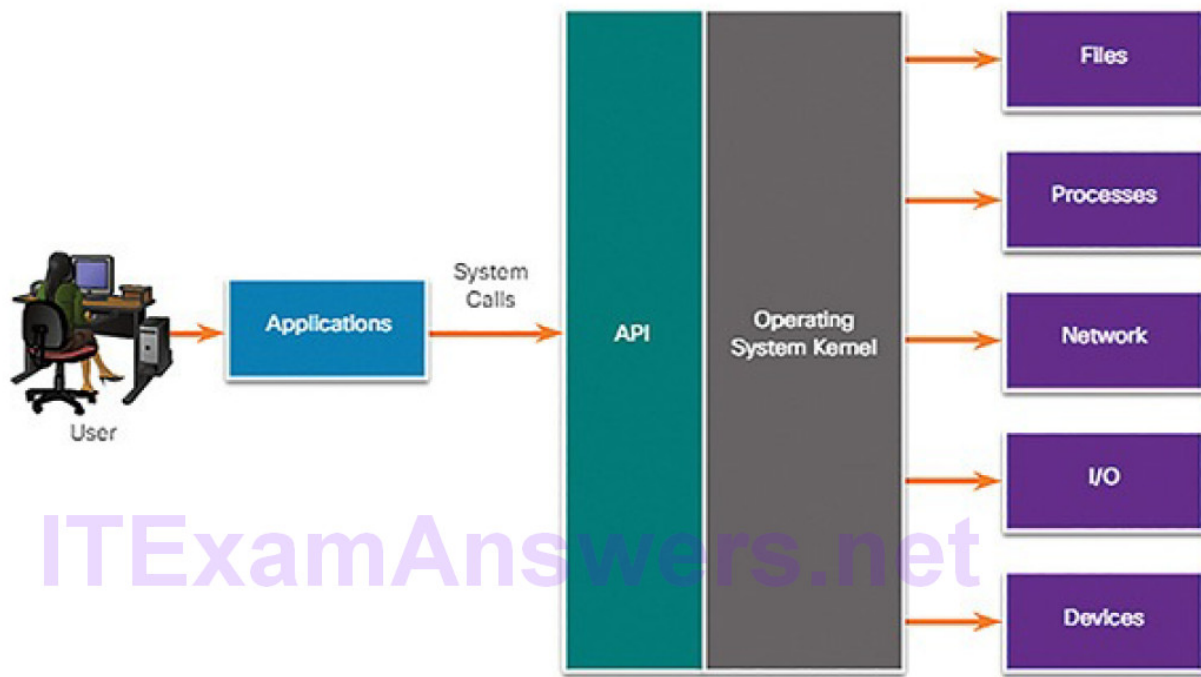 User
Applications
System
Calls
API
Operating
System Kernel
Files
Processes
Network
I/O
Devices
ITExamAnswers.net